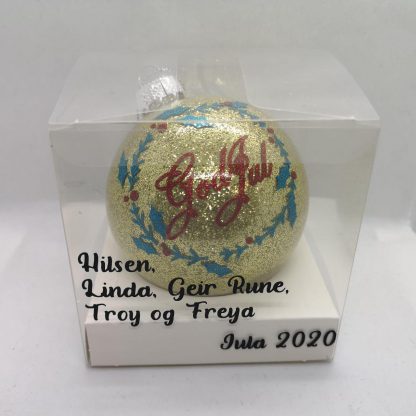 God Jul
Hilsen,
Linda, Geir Rune,
Troy og Freya
Jula 2020